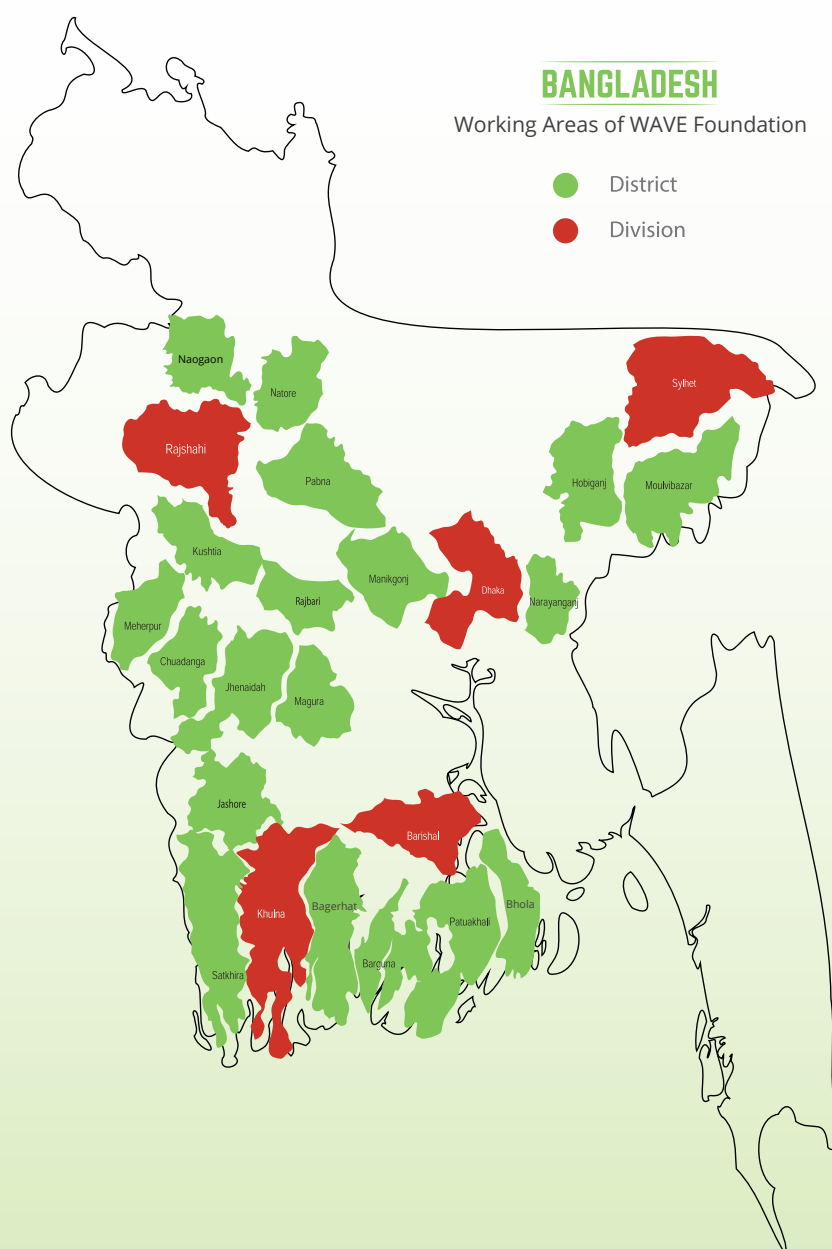 BANGLADESH
Working Areas of WAVE Foundation
District
Division
Naogaon
Natore
Sylhet
Rajshahi
Pabna
Hobiganj
Moulvibazar
Kushtia
Manikgonj
Dhaka
Rajbari
Narayanganj
Meherpur
Chuadanga
Jhenaidah
Magura
Jashore
Barishal
Bagerhat
Bhola
Khulna
Patuakhali
Barguna
Satkhira